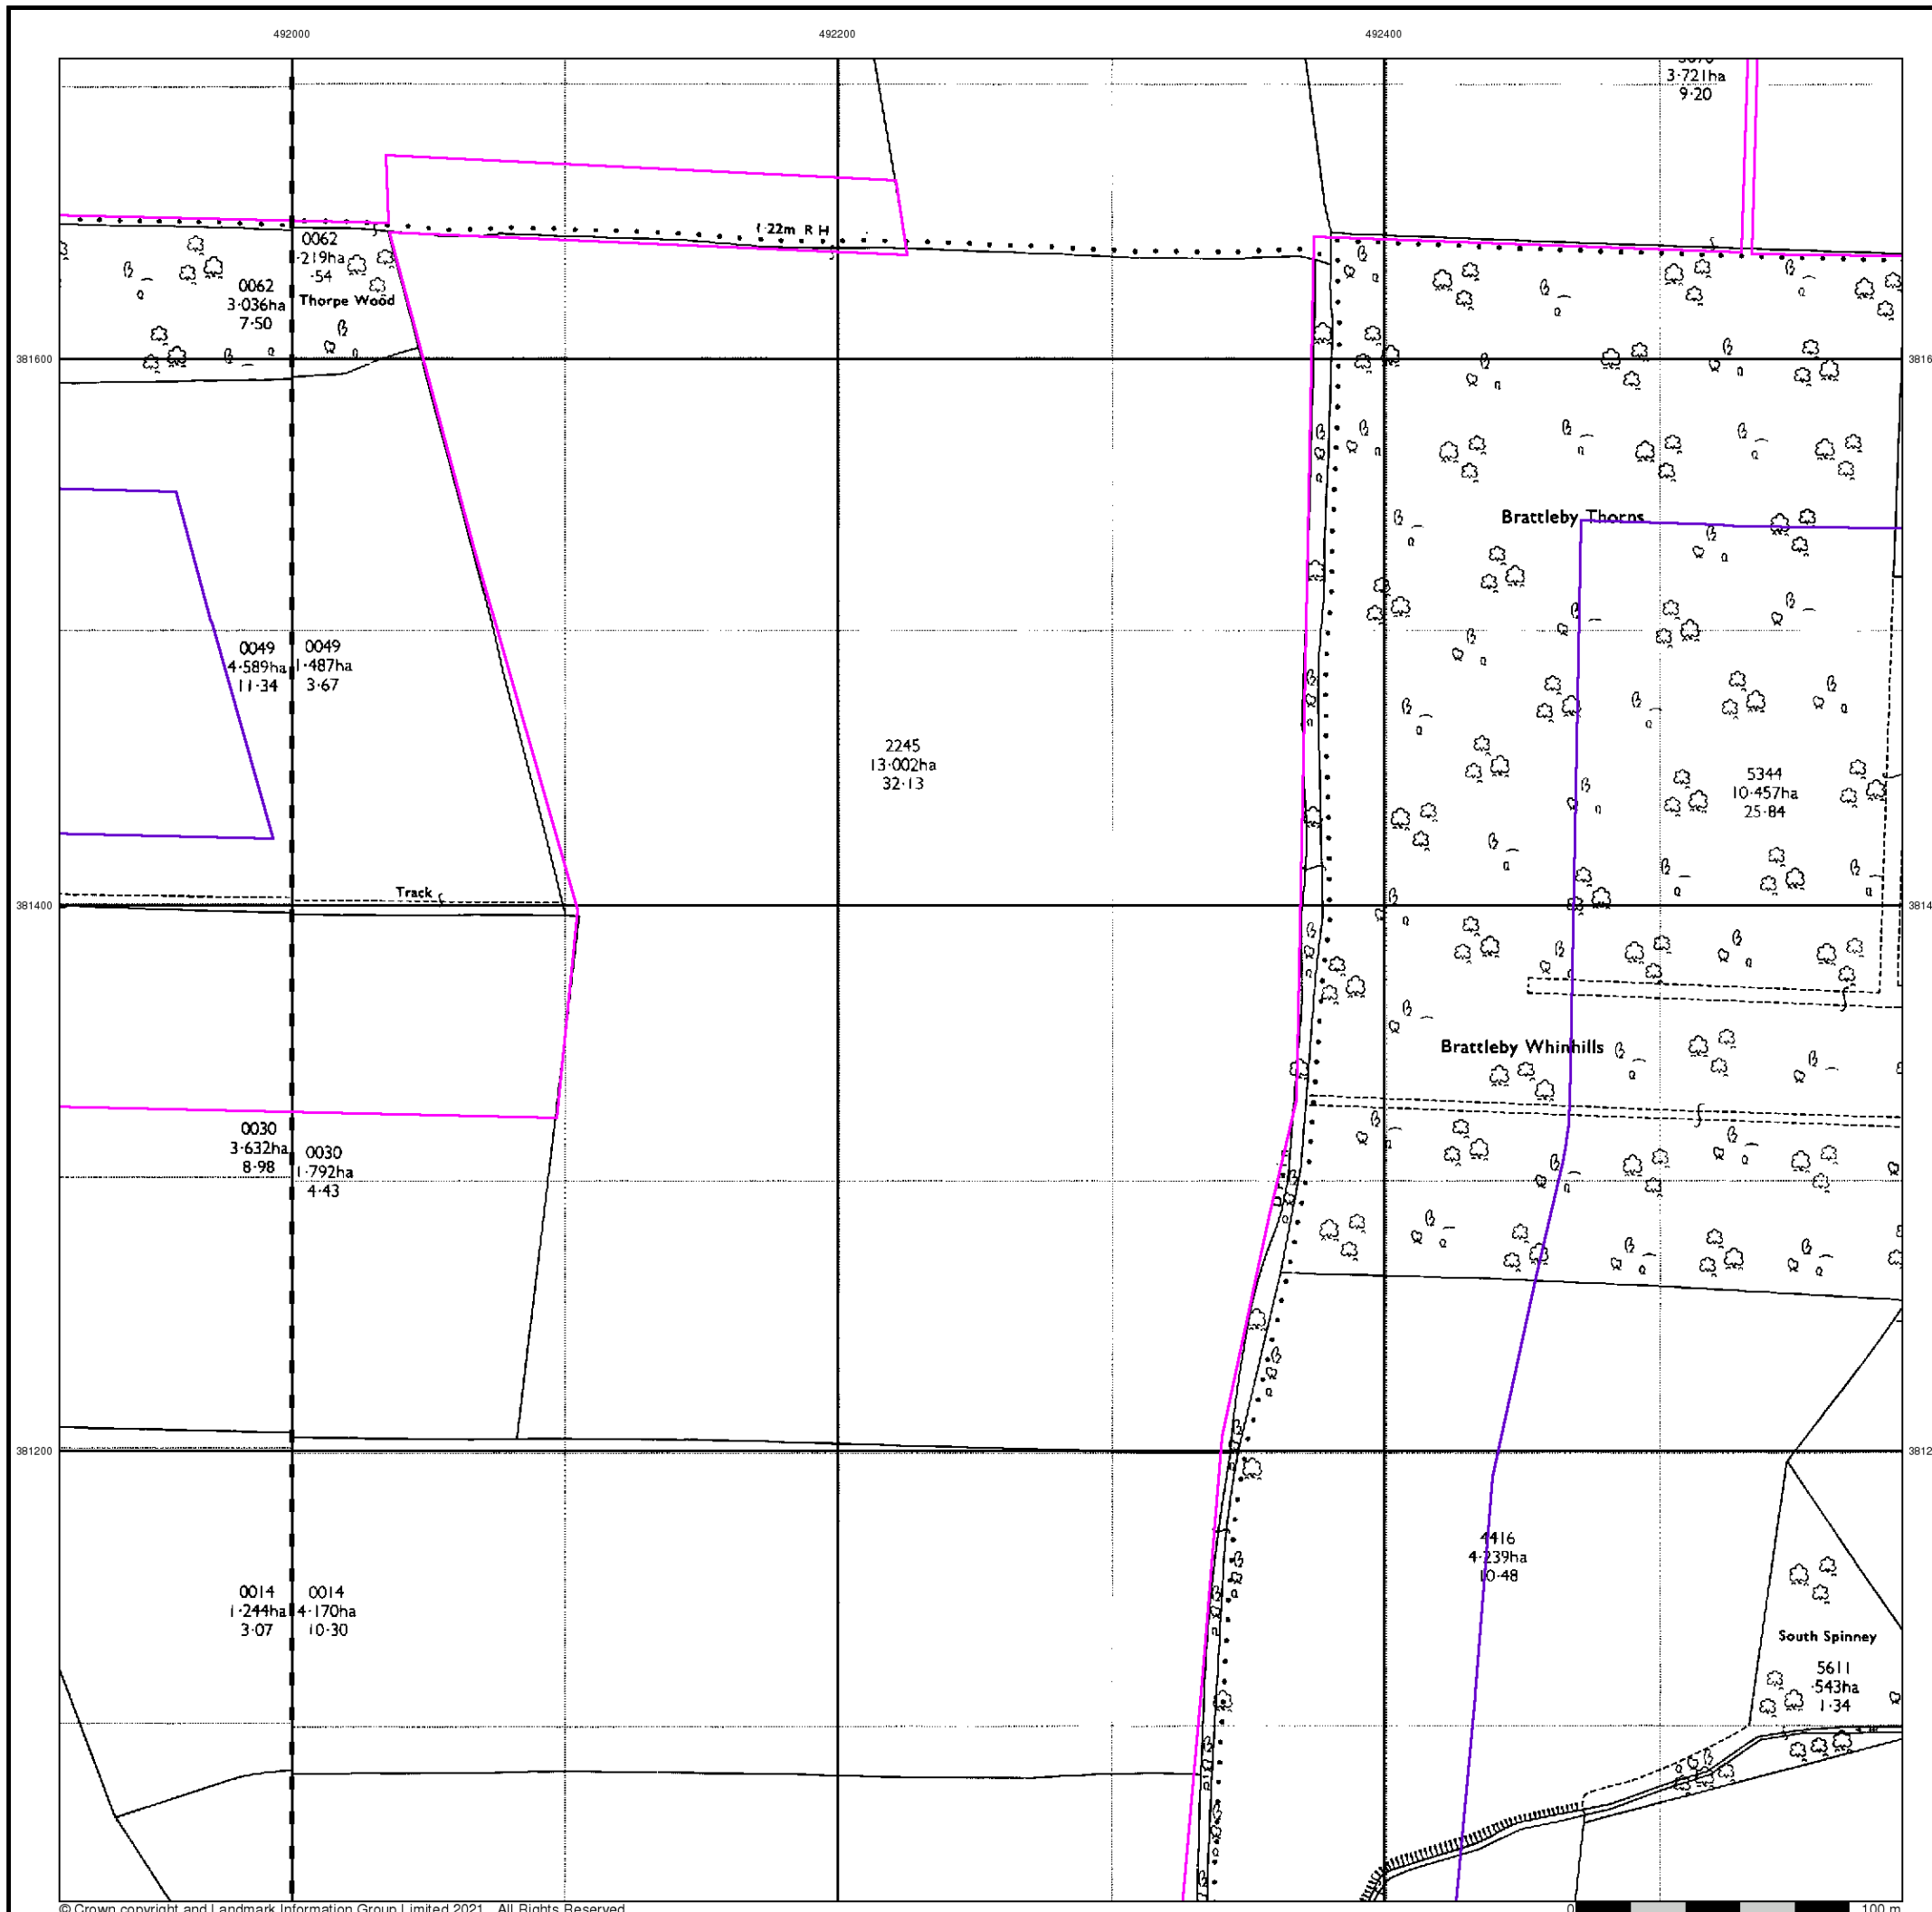 492000
492200
492400
3·721ha
9·20
1·22m R H
0062
·219ha
·54
0062
3·036ha
7·50
Thorpe Wood
381600
3816
Brattleby Thorns
0049
4·589ha
11·34
0049
1·487ha
3·67
2245
13·002ha
32·13
5344
10·457ha
25·84
Track
381400
3814
Brattleby Whinhills
0030
3·632ha
8·98
0030
1·792ha
4·43
381200
3812
4416
4·239ha
10·48
0014
1·244ha
3·07
0014
4·170ha
10·30
South Spinney
5611
·543ha
1·34
© Crown copyright and Landmark Information Group Limited 2021. All Rights Reserved
0
100 m